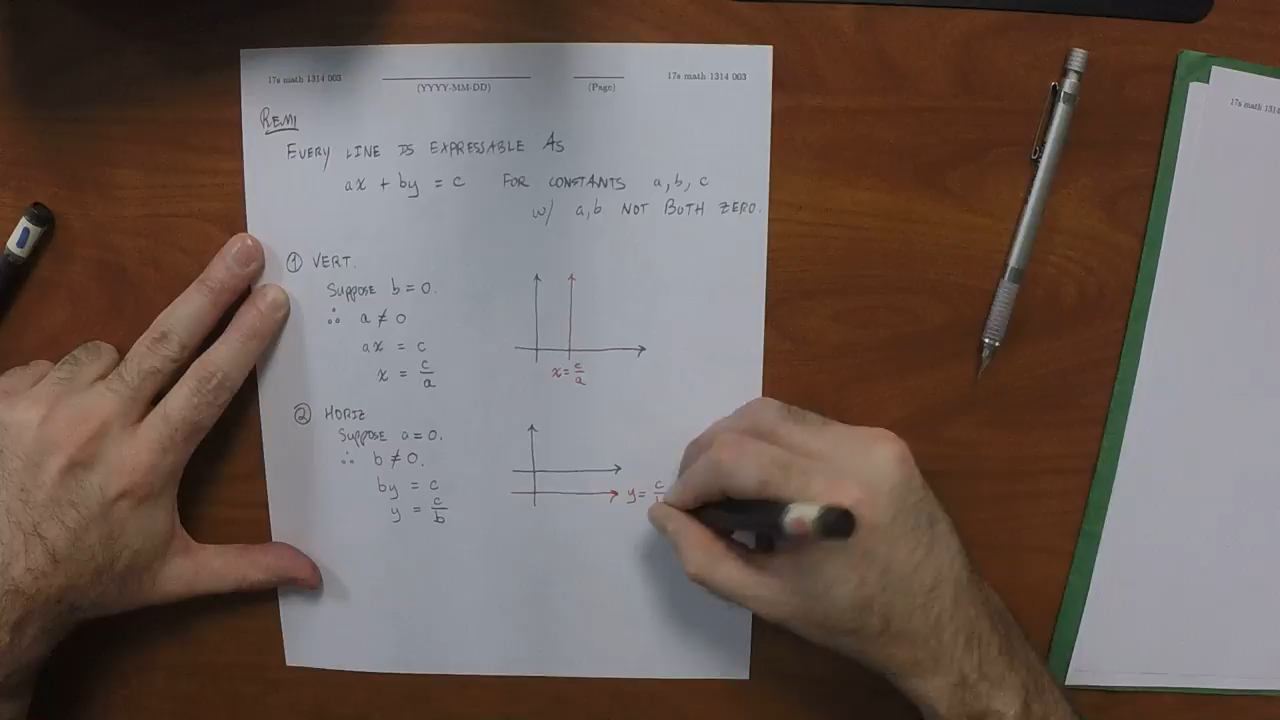 17s math 1314 003 (YYYY-MM-DD) (Page) 17s math 1314 003
REM1
EVERY LINE IS EXPRESSABLE AS
ax + by = c FOR CONSTANTS a, b, c
w/ a, b NOT BOTH ZERO.
① VERT.
SUPPOSE b = 0.
∴ a ≠ 0
ax = c
x = c/a
x = c/a
② HORIZ
SUPPOSE a = 0.
∴ b ≠ 0.
by = c
y = c/b
y = c
17s math 1314